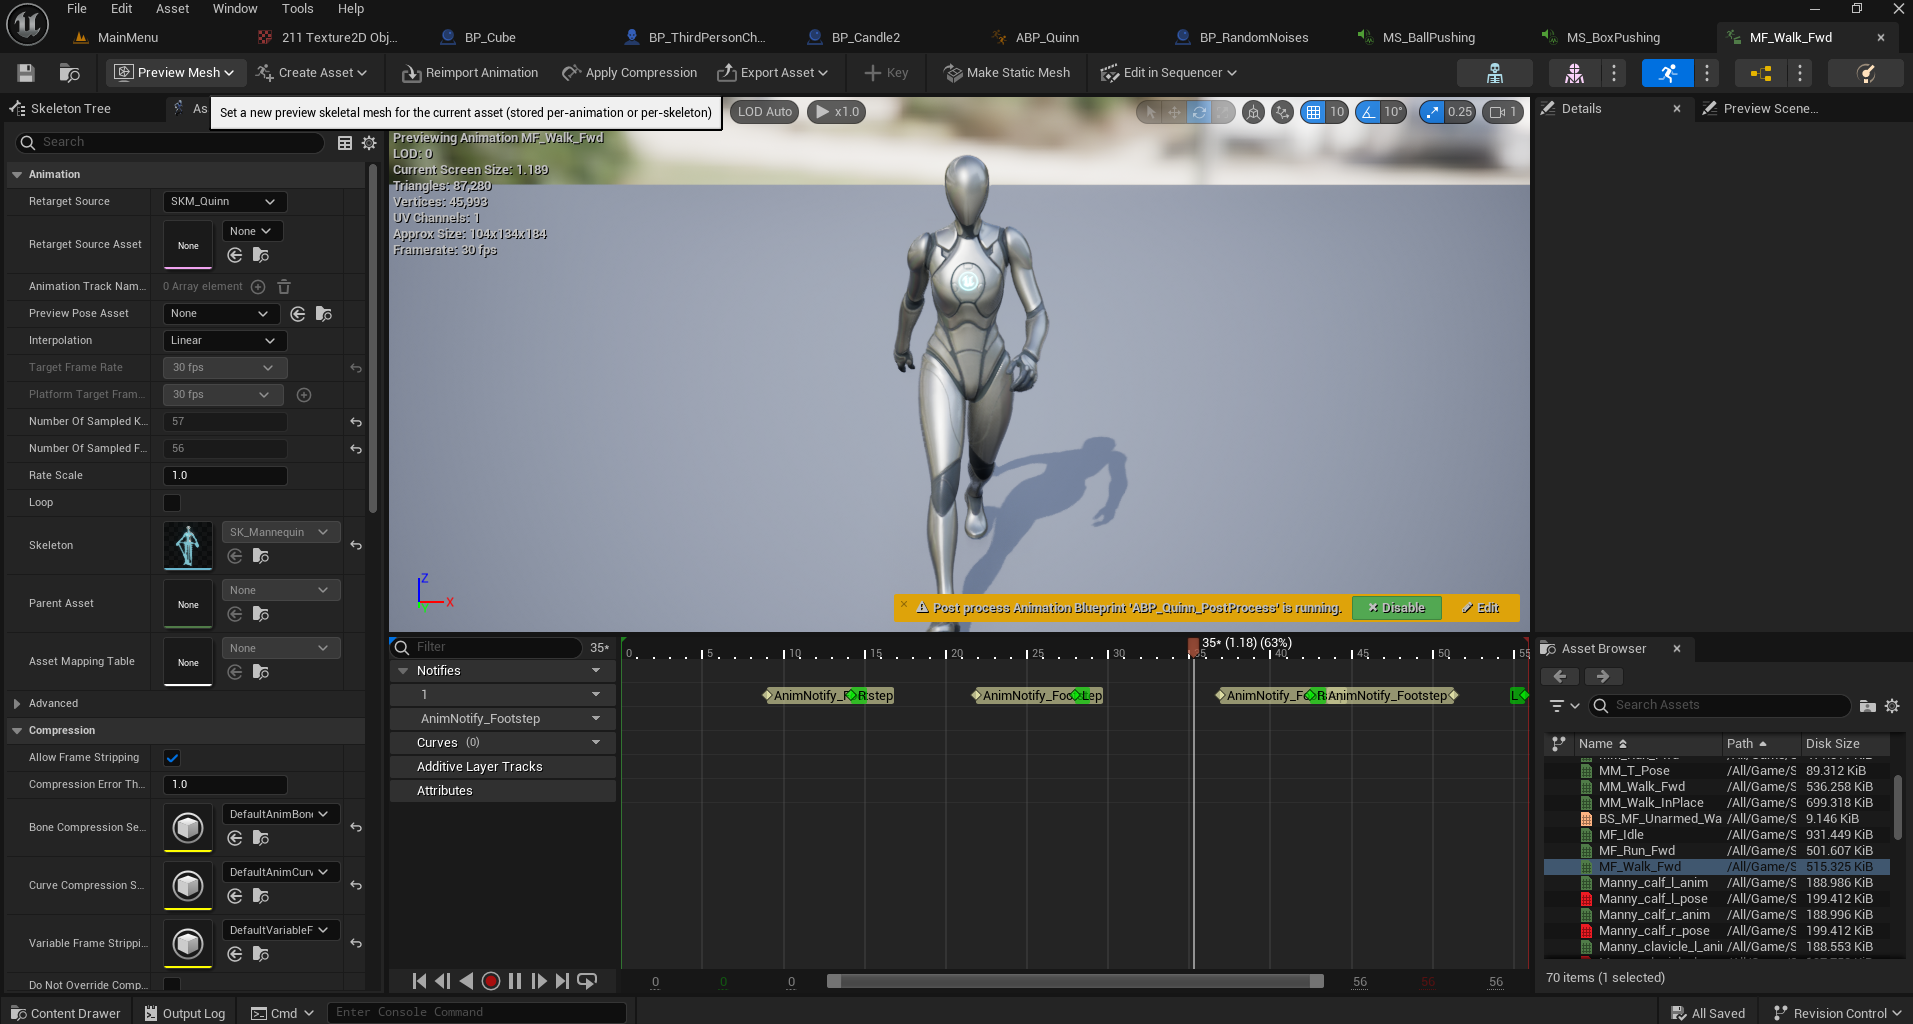 File Edit Asset Window Tools Help
MainMenu 211 Texture2D Obj... BP_Cube BP_ThirdPersonCh... BP_Candle2 ABP_Quinn BP_RandomNoises MS_BallPushing MS_BoxPushing MF_Walk_Fwd
Preview Mesh Create Asset Reimport Animation Apply Compression Export Asset Key Make Static Mesh Edit in Sequencer
Skeleton Tree As
Set a new preview skeletal mesh for the current asset (stored per-animation or per-skeleton)
LOD Auto x1.0 10 10° 0.25 1
Search
Animation
Retarget Source SKM_Quinn
Retarget Source Asset None None
Animation Track Nam... 0 Array element
Preview Pose Asset None
Interpolation Linear
Target Frame Rate 30 fps
Platform Target Fram... 30 fps
Number Of Sampled K... 57
Number Of Sampled F... 56
Rate Scale 1.0
Loop
Skeleton SK_Mannequin
Parent Asset None None
Asset Mapping Table None None
Advanced
Compression
Allow Frame Stripping
Compression Error Th... 1.0
Bone Compression Se... DefaultAnimBone
Curve Compression S... DefaultAnimCurv
Variable Frame Strippi... DefaultVariableF
Do Not Override Comp...
Previewing Animation MF_Walk_Fwd
LOD: 0
Current Screen Size: 1.189
Triangles: 87,280
Vertices: 45,993
UV Channels: 1
Approx Size: 104x134x184
Framerate: 30 fps
Z
X
Post process Animation Blueprint 'ABP_Quinn_PostProcess' is running. Disable Edit
Filter 35*
35* (1.18) (63%)
0 5 10 15 20 25 30 35 40 45 50 55
Notifies
1
AnimNotify_F R step AnimNotify_Foo L ep AnimNotify_F R AnimNotify_Footstep L
AnimNotify_Footstep
Curves (0)
Additive Layer Tracks
Attributes
0 0 0 56 56 56
Details Preview Scene...
Asset Browser
Search Assets
Name Path Disk Size
MM_T_Pose /All/Game/S 89.312 KiB
MM_Walk_Fwd /All/Game/S 536.258 KiB
MM_Walk_InPlace /All/Game/S 699.318 KiB
BS_MF_Unarmed_Wa /All/Game/S 9.146 KiB
MF_Idle /All/Game/S 931.449 KiB
MF_Run_Fwd /All/Game/S 501.607 KiB
MF_Walk_Fwd /All/Game/S 515.325 KiB
Manny_calf_l_anim /All/Game/S 188.986 KiB
Manny_calf_l_pose /All/Game/S 199.412 KiB
Manny_calf_r_anim /All/Game/S 188.996 KiB
Manny_calf_r_pose /All/Game/S 199.412 KiB
Manny_clavicle_l_ani /All/Game/S 188.553 KiB
70 items (1 selected)
Content Drawer Output Log Cmd Enter Console Command All Saved Revision Control